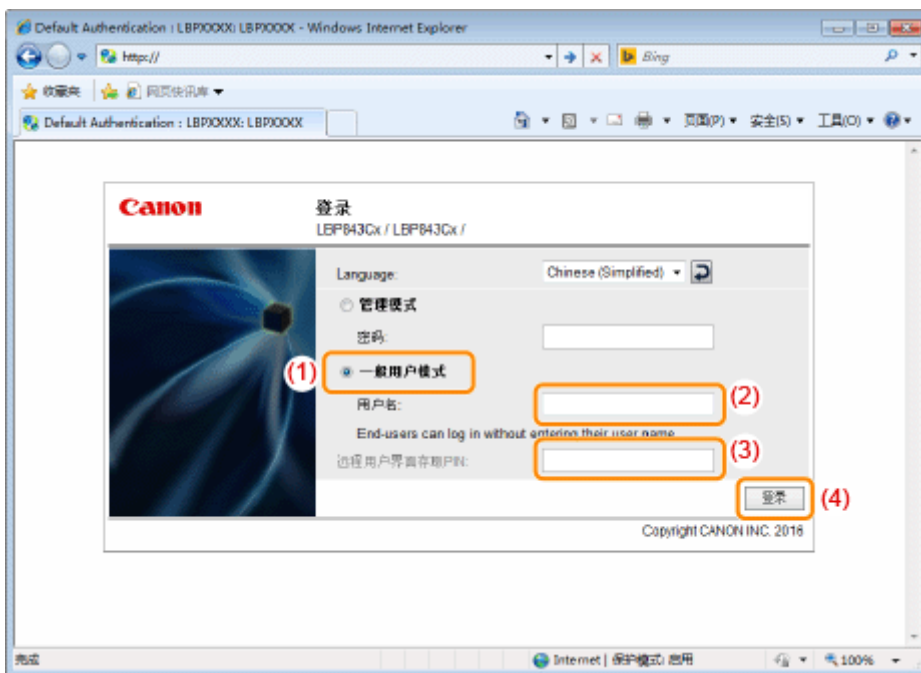 Default Authentication : LBPXXXX: LBPXXXX - Windows Internet Explorer
http://
Bing
收藏夹
网页快讯库
Default Authentication : LBPXXXX: LBPXXXX
页面(P) 安全(S) 工具(O)
Canon
登录
LBP843Cx / LBP843Cx /
Language:
Chinese (Simplified)
管理模式
密码:
(1)
一般用户模式
用户名:
(2)
End-users can log in without entering their user name
远程用户界面存取PIN:
(3)
登录
(4)
Copyright CANON INC. 2016
完成
Internet | 保护模式: 启用
100%